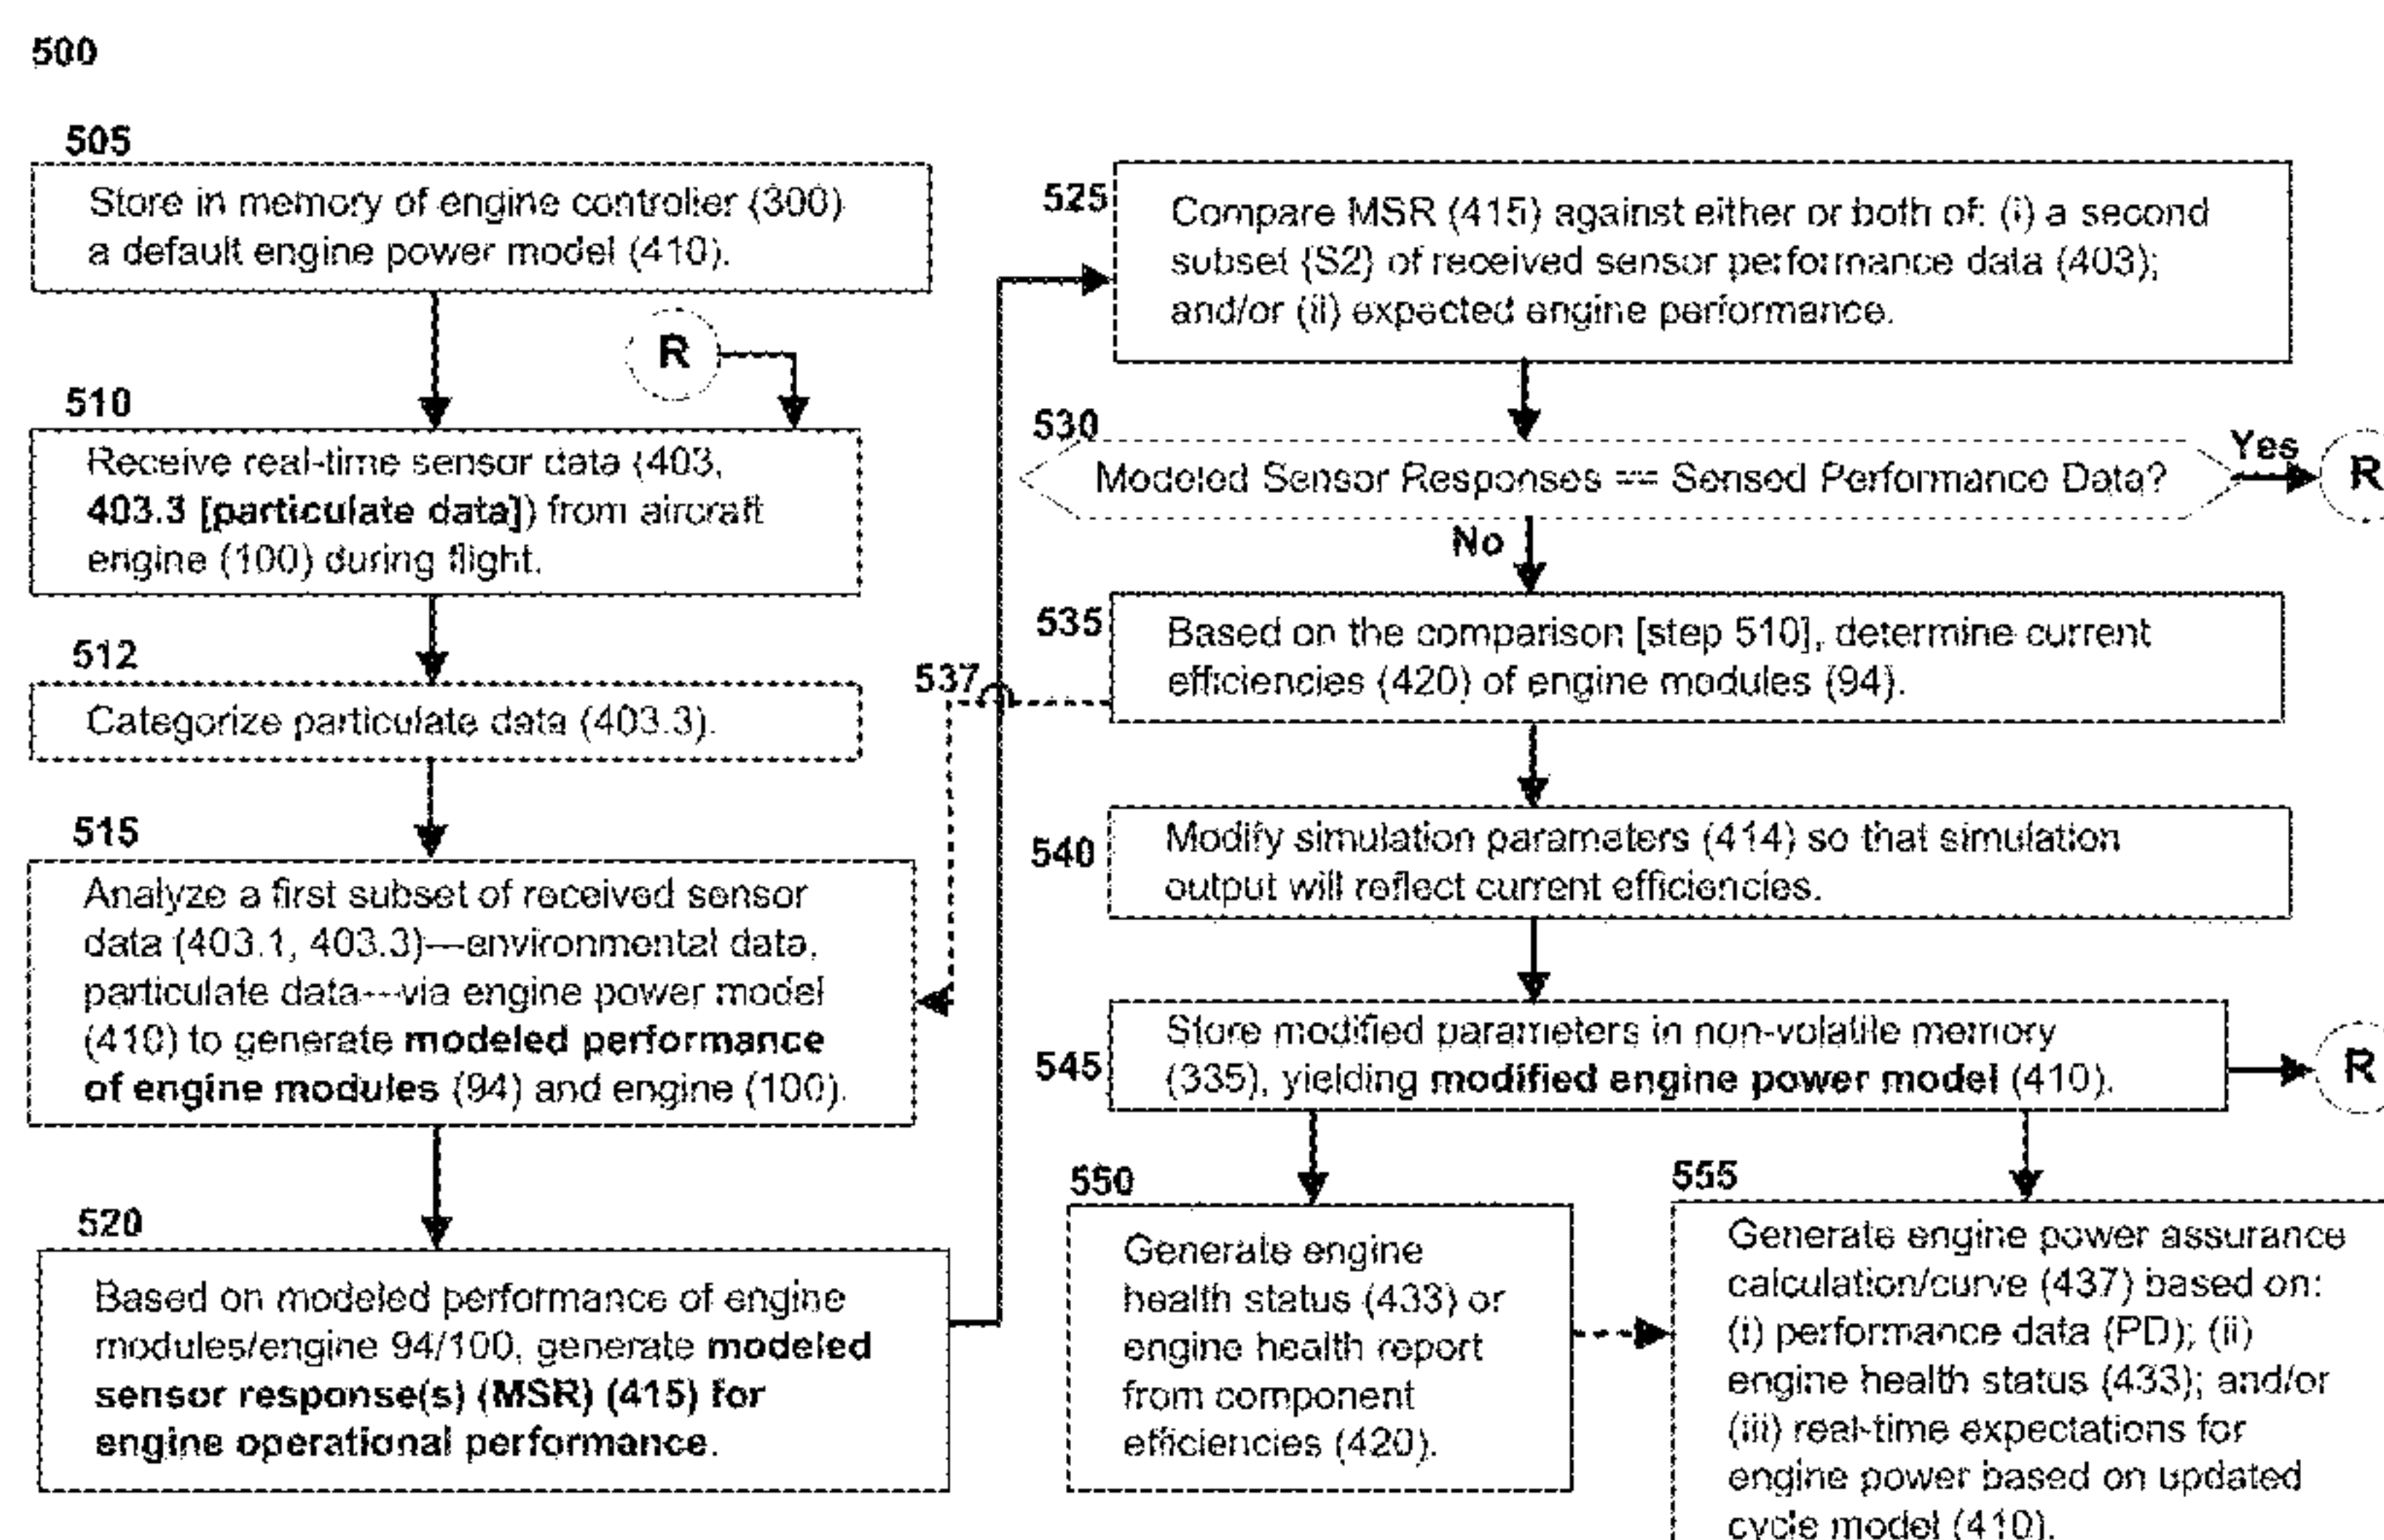 500
505
Store in memory of engine controller (300)
a default engine power model (410).
R
510
Receive real-time sensor data (403,
403.3 [particulate data]) from aircraft
engine (100) during flight.
512
Categorize particulate data (403.3).
515
Analyze a first subset of received sensor
data (403.1, 403.3)—environmental data,
particulate data---via engine power model
(410) to generate modeled performance
of engine modules (94) and engine (100).
520
Based on modeled performance of engine
modules/engine 94/100, generate modeled
sensor response(s) (MSR) (415) for
engine operational performance.
525
Compare MSR (415) against either or both of: (i) a second
subset {S2} of received sensor performance data (403);
and/or (ii) expected engine performance.
530
Modeled Sensor Responses == Sensed Performance Data?
Yes
R
No
535
Based on the comparison [step 510], determine current
efficiencies (420) of engine modules (94).
537
540
Modify simulation parameters (414) so that simulation
output will reflect current efficiencies.
545
Store modified parameters in non-volatile memory
(335), yielding modified engine power model (410).
R
550
Generate engine
health status (433) or
engine health report
from component
efficiencies (420).
555
Generate engine power assurance
calculation/curve (437) based on:
(i) performance data (PD); (ii)
engine health status (433); and/or
(iii) real-time expectations for
engine power based on updated
cycle model (410).